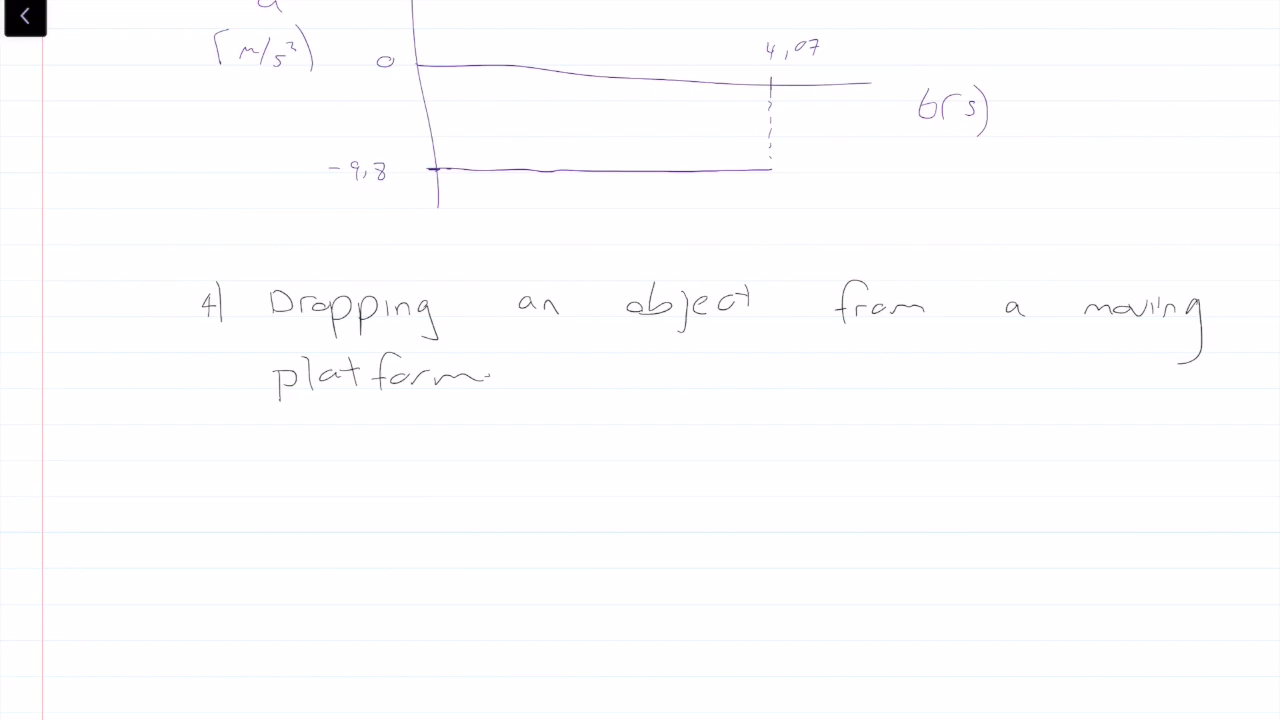 a
(m/s²)
0
4,07
t(s)
-9,8
4) Dropping an object from a moving
platform.